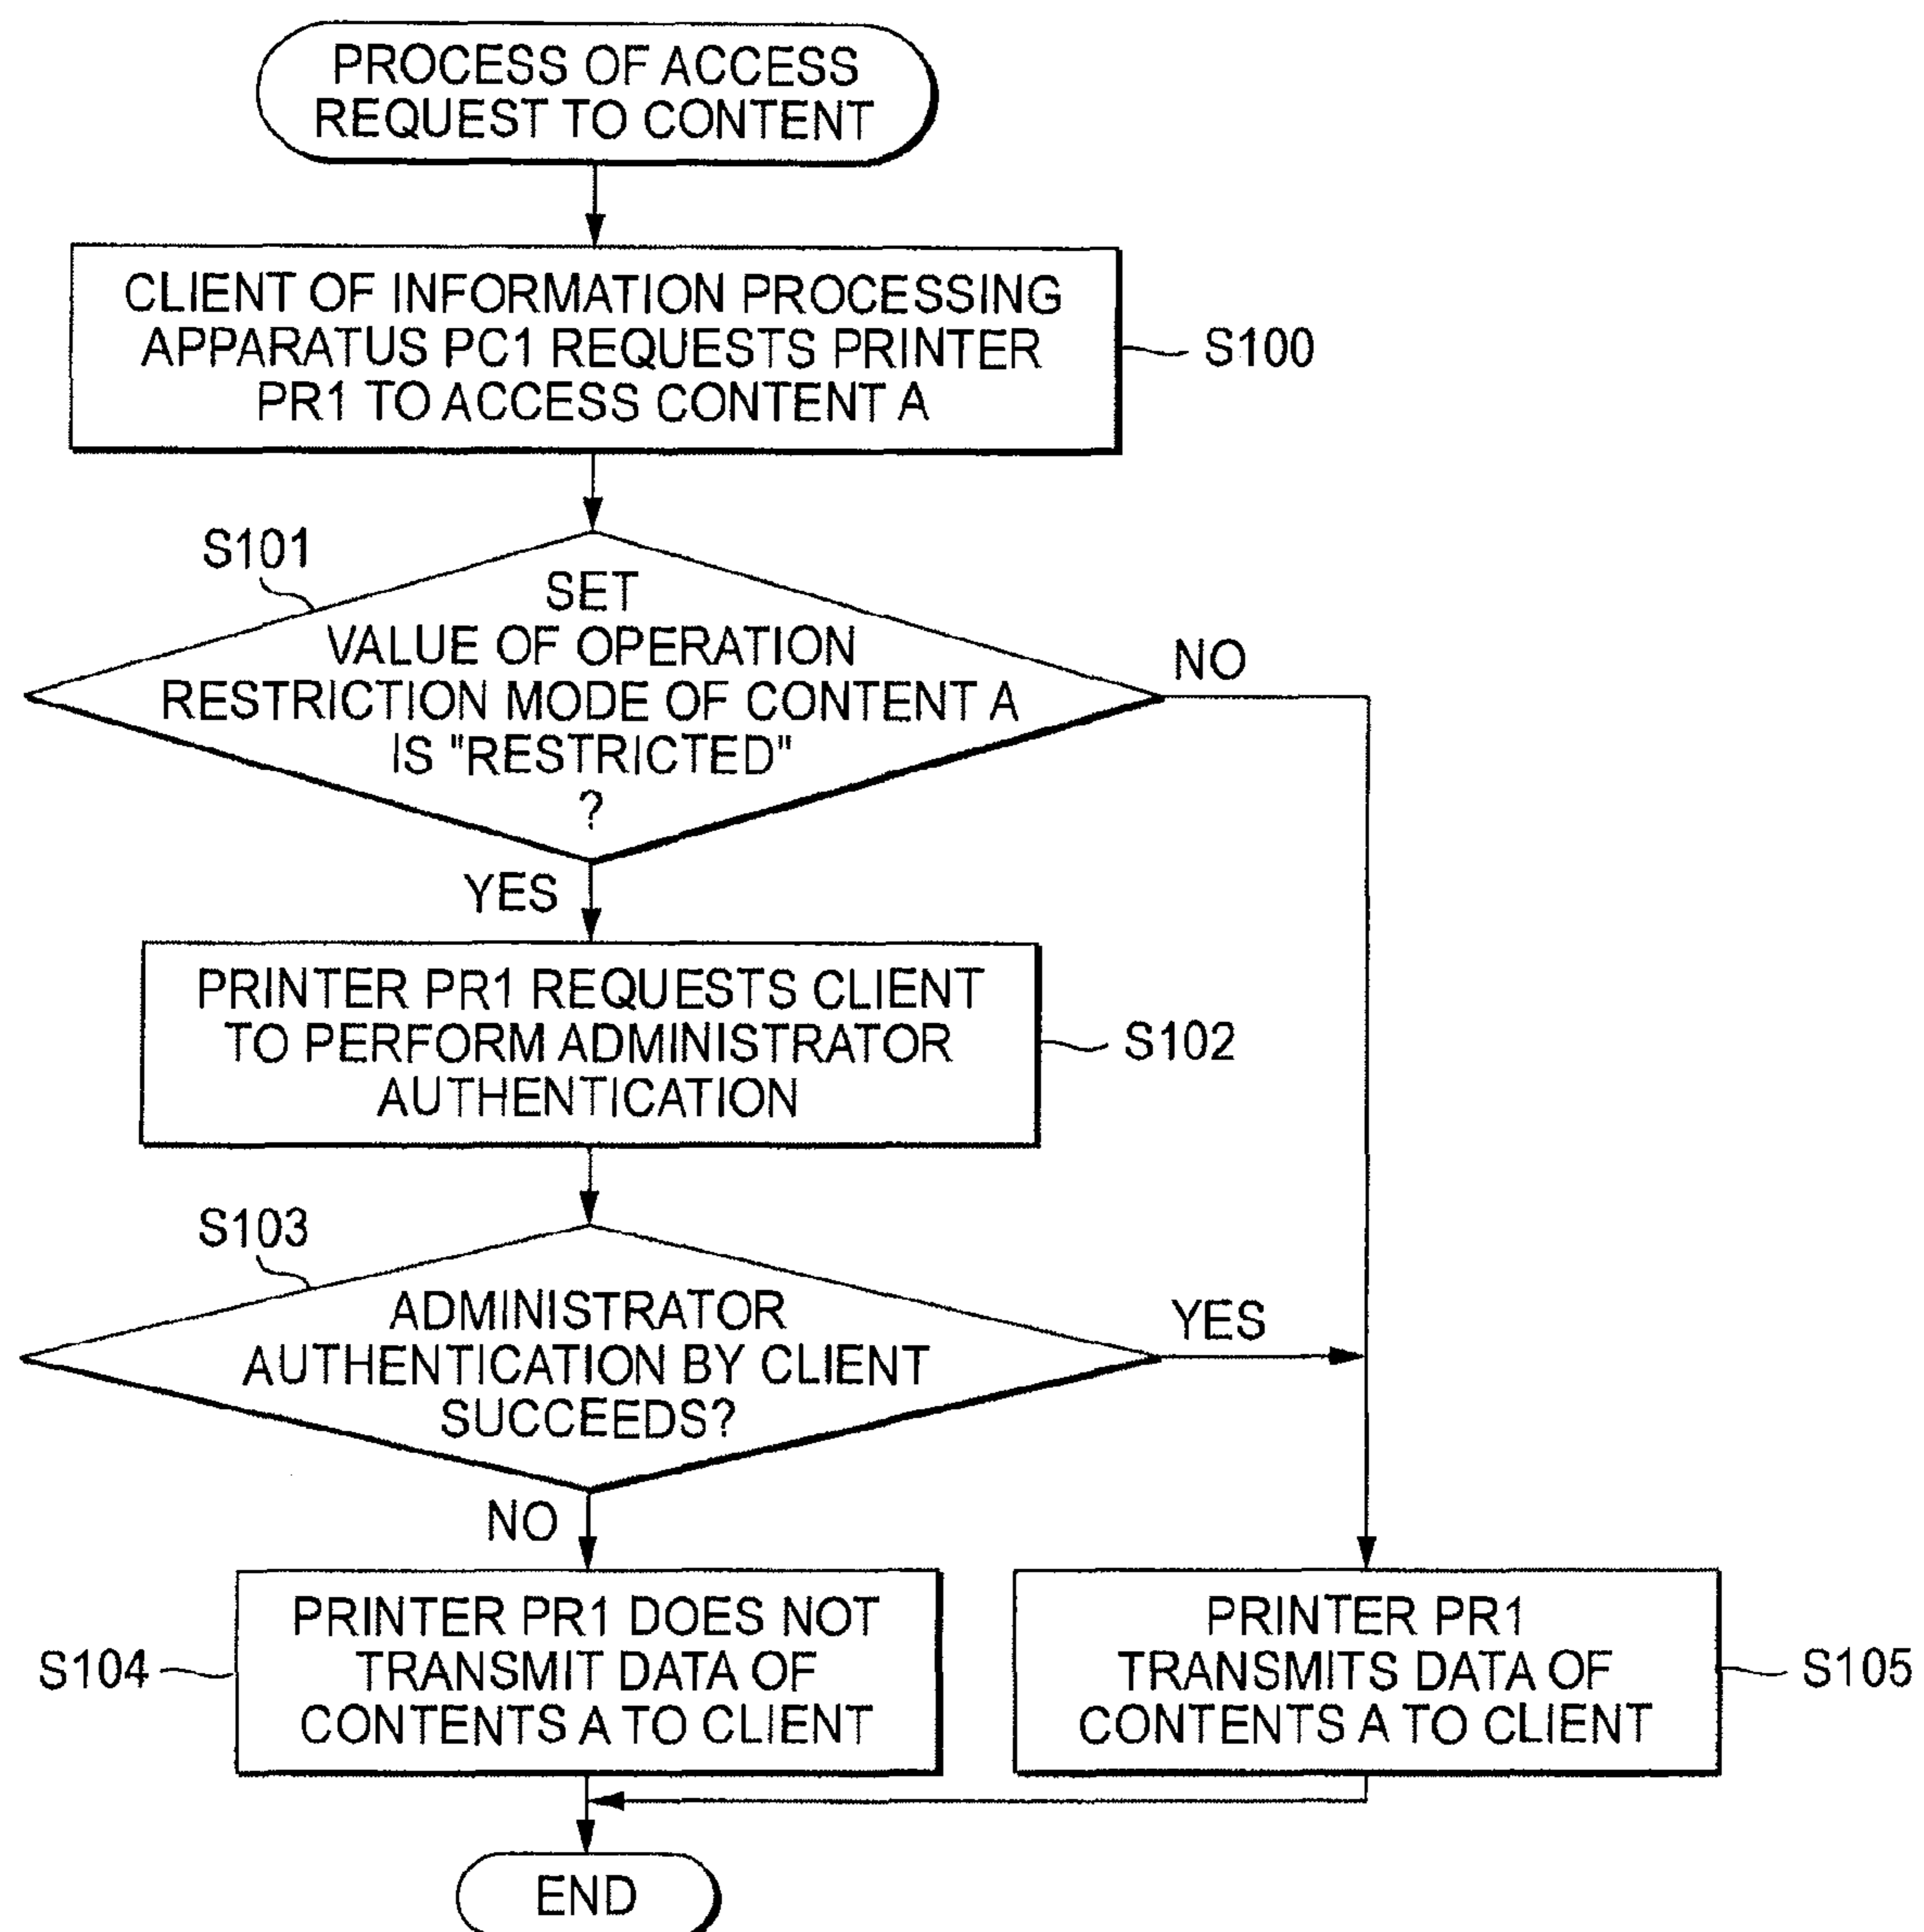 PROCESS OF ACCESS
REQUEST TO CONTENT
CLIENT OF INFORMATION PROCESSING
APPARATUS PC1 REQUESTS PRINTER
PR1 TO ACCESS CONTENT A
S100
S101
SET
VALUE OF OPERATION
RESTRICTION MODE OF CONTENT A
IS "RESTRICTED"
?
NO
YES
PRINTER PR1 REQUESTS CLIENT
TO PERFORM ADMINISTRATOR
AUTHENTICATION
S102
S103
ADMINISTRATOR
AUTHENTICATION BY CLIENT
SUCCEEDS?
YES
NO
S104
PRINTER PR1 DOES NOT
TRANSMIT DATA OF
CONTENTS A TO CLIENT
PRINTER PR1
TRANSMITS DATA OF
CONTENTS A TO CLIENT
S105
END